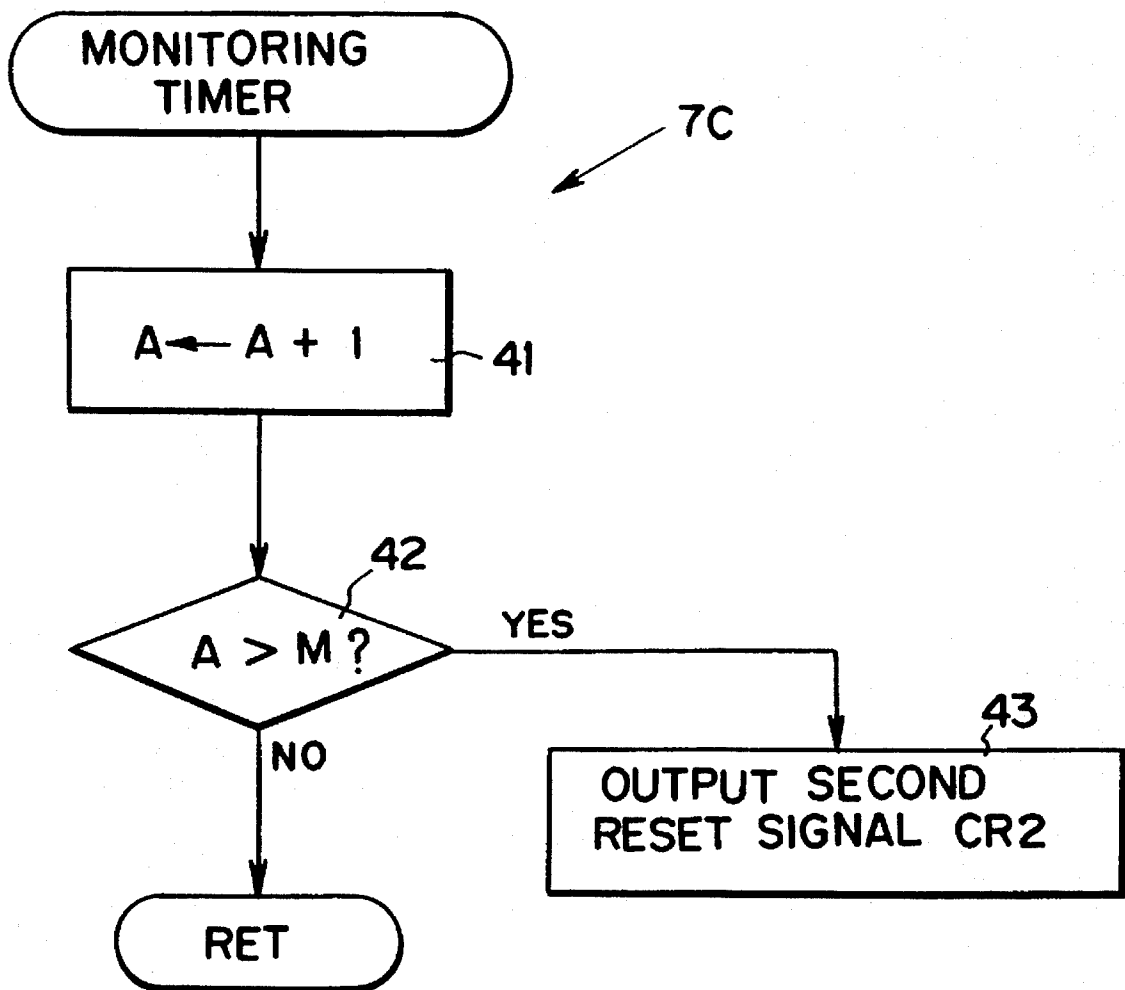 MONITORING
TIMER
7C
A ← A + 1
41
42
A > M ?
YES
NO
43
OUTPUT SECOND
RESET SIGNAL CR2
RET